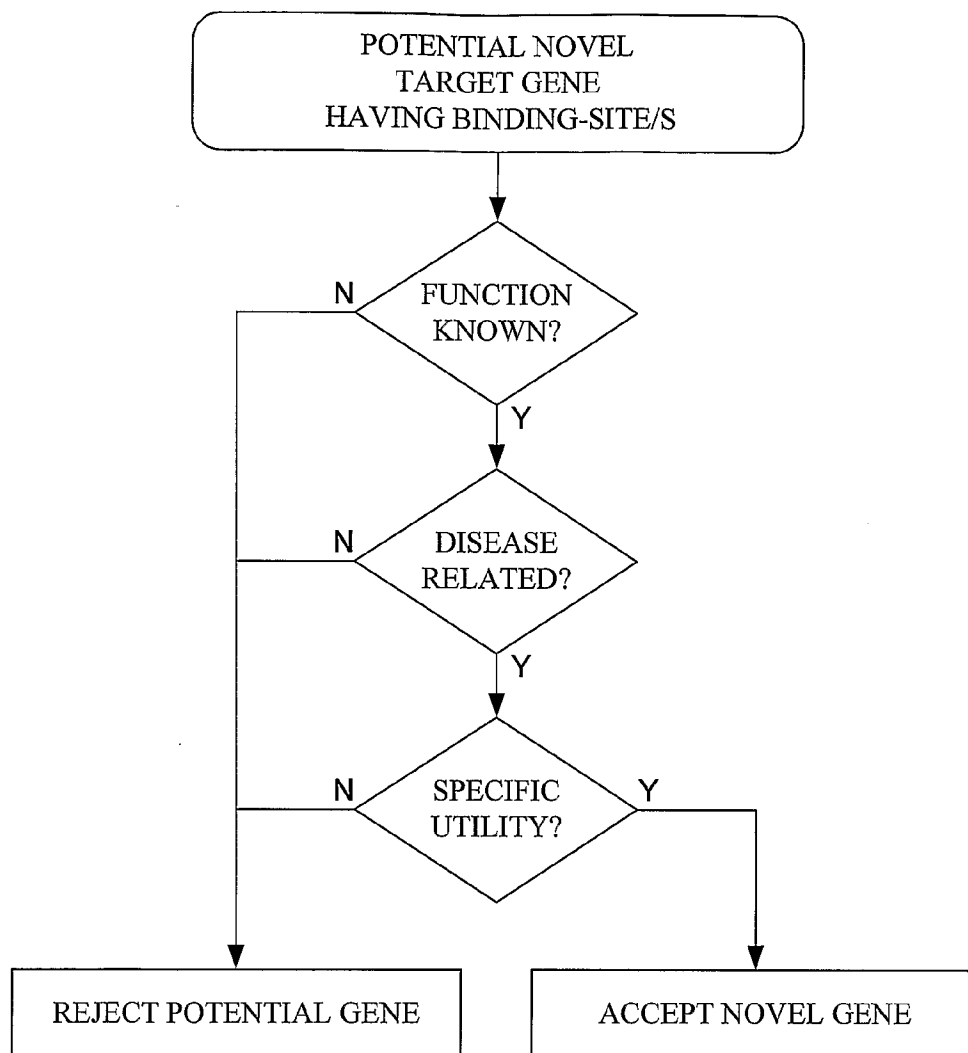 POTENTIAL NOVEL
TARGET GENE
HAVING BINDING-SITE/S
N
FUNCTION
KNOWN?
Y
N
DISEASE
RELATED?
Y
N
SPECIFIC
UTILITY?
Y
REJECT POTENTIAL GENE
ACCEPT NOVEL GENE